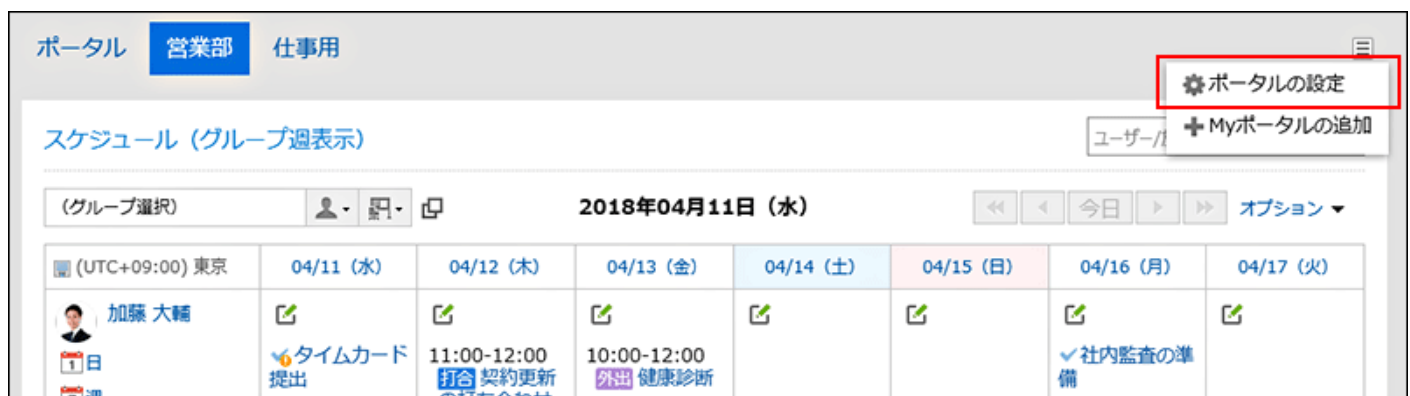 ポータル 営業部 仕事用
ポータルの設定
Myポータルの追加
スケジュール（グループ週表示）
ユーザー/
（グループ選択）
2018年04月11日（水）
今日
オプション
(UTC+09:00) 東京 04/11（水） 04/12（木） 04/13（金） 04/14（土） 04/15（日） 04/16（月） 04/17（火）
加藤 大輔
日
タイムカード
提出
11:00-12:00
打合 契約更新
10:00-12:00
外出 健康診断
社内監査の準
備